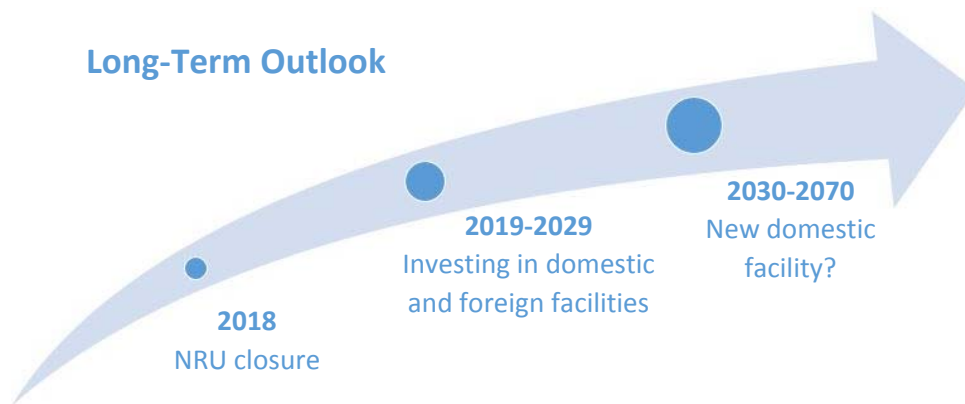 Long-Term Outlook
2018
NRU closure
2019-2029
Investing in domestic
and foreign facilities
2030-2070
New domestic
facility?